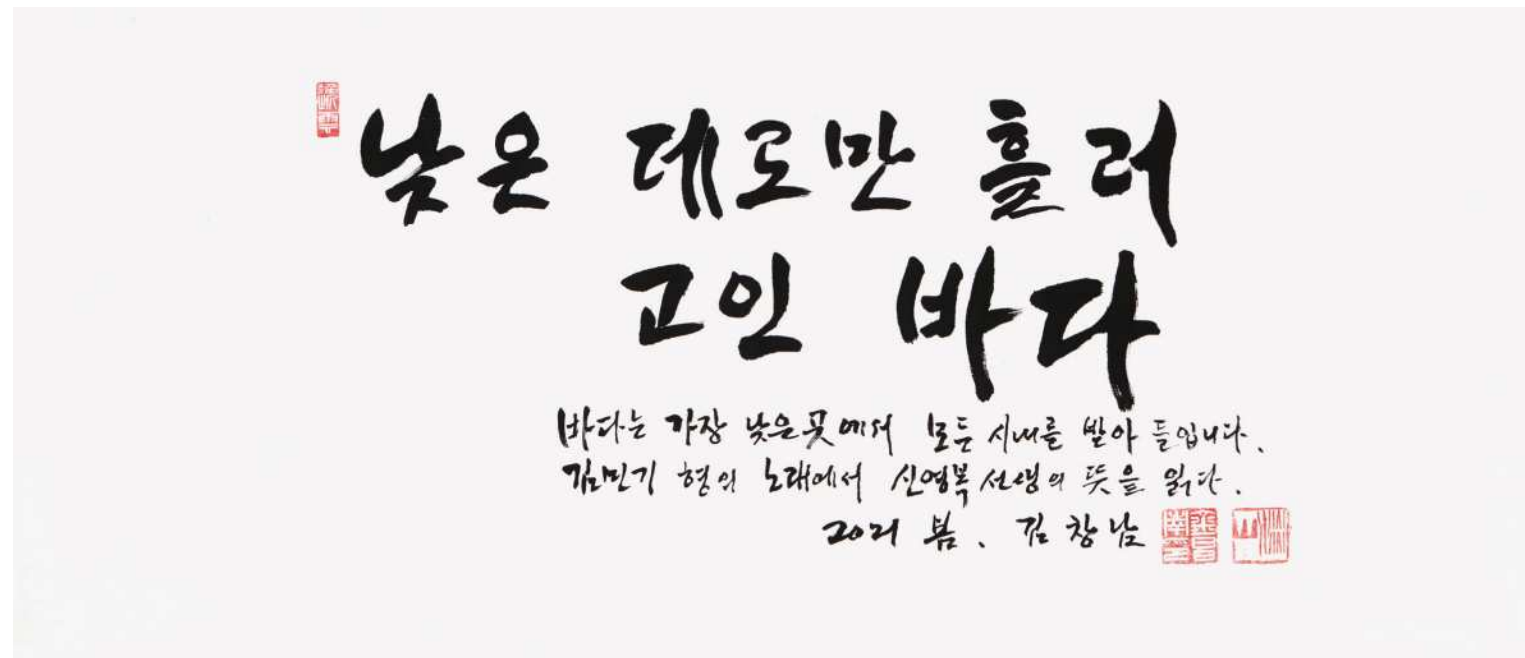 낮은 데로만 흘러
고인 바다
바다는 가장 낮은 곳에서 모든 시내를 받아 들입니다.
김민기 형의 노래에서 신영복 선생의 뜻을 읽다.
2021 봄. 김창남